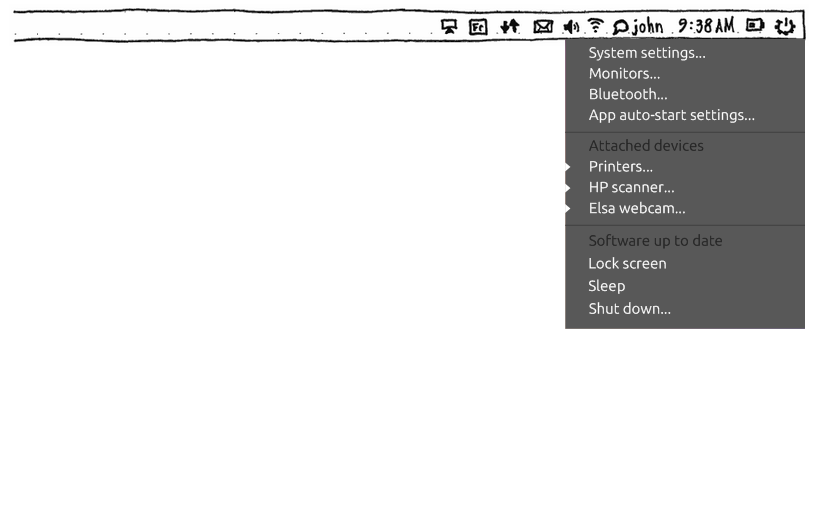 Fr john 9:38 AM
System settings...
Monitors...
Bluetooth...
App auto-start settings...
Attached devices
Printers...
HP scanner...
Elsa webcam...
Software up to date
Lock screen
Sleep
Shut down...